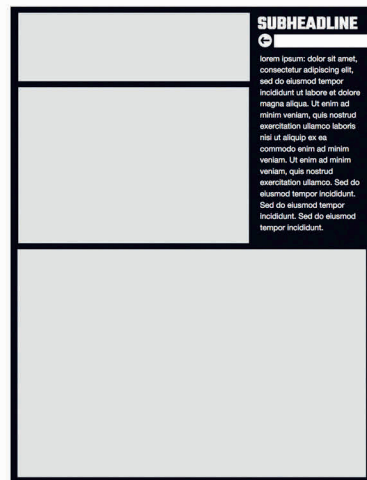 SUBHEADLINE
lorem ipsum: dolor sit amet,
consectetur adipiscing elit,
sed do eiusmod tempor
incididunt ut labore et dolore
magna aliqua. Ut enim ad
minim veniam, quis nostrud
exercitation ullamco laboris
nisi ut aliquip ex ea
commodo enim ad minim
veniam. Ut enim ad minim
veniam, quis nostrud
exercitation ullamco. Sed do
eiusmod tempor incididunt.
Sed do eiusmod tempor
incididunt. Sed do eiusmod
tempor incididunt.